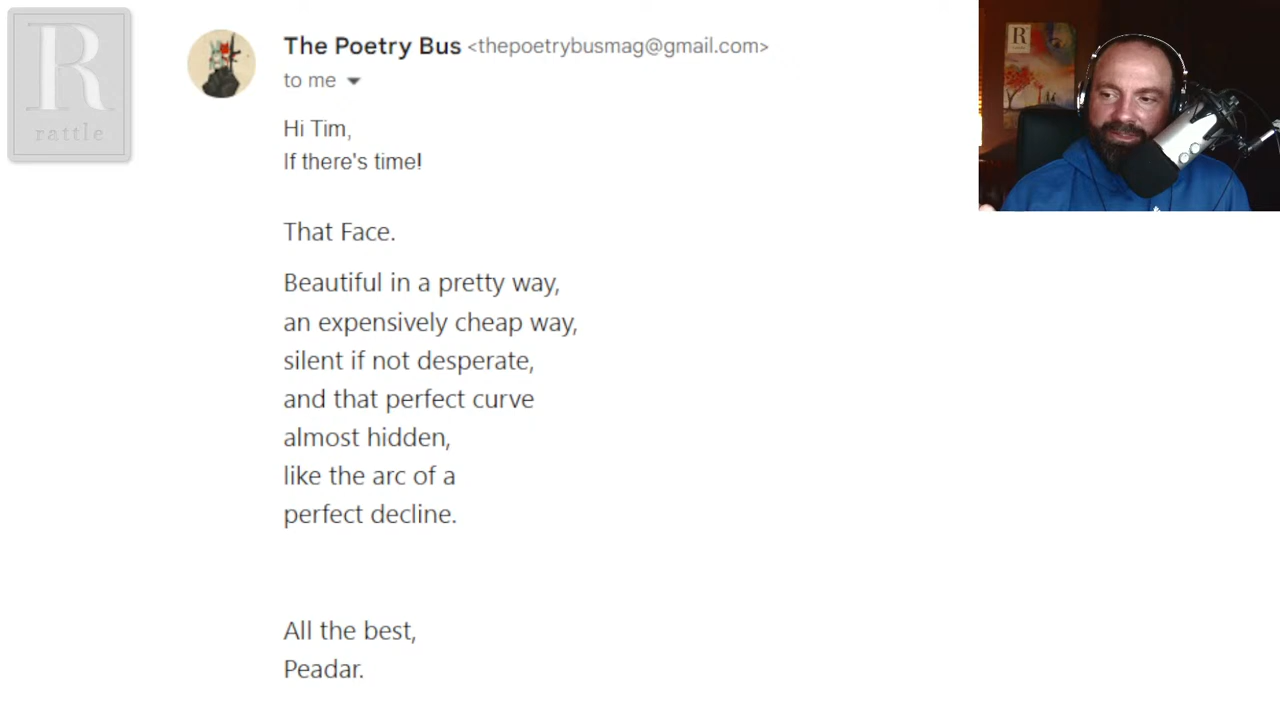 R
rattle
The Poetry Bus <thepoetrybusmag@gmail.com>
to me
Hi Tim,
If there's time!
That Face.
Beautiful in a pretty way,
an expensively cheap way,
silent if not desperate,
and that perfect curve
almost hidden,
like the arc of a
perfect decline.
All the best,
Peadar.
R